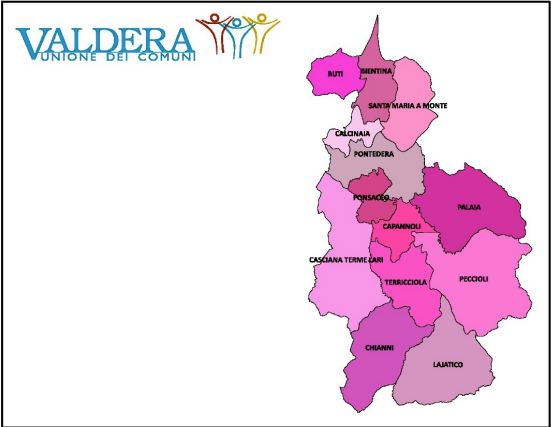 VALDERA
UNIONE DEI COMUNI
BUTI
BIENTINA
SANTA MARIA A MONTE
CALCINAIA
PONTEDERA
PONSACCO
PALAIA
CAPANNOLI
CASCIANA TERME LARI
TERRICCIOLA
PECCIOLI
CHIANNI
LAJATICO